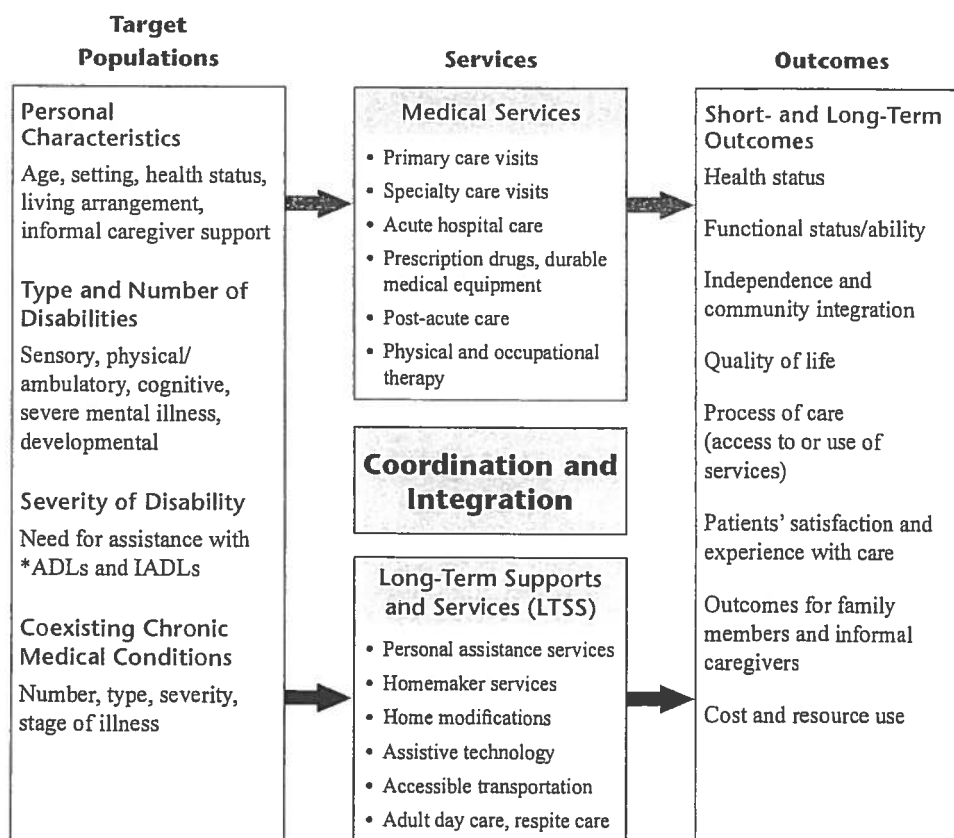 Target
Populations
Personal
Characteristics
Age, setting, health status,
living arrangement,
informal caregiver support
Type and Number of
Disabilities
Sensory, physical/
ambulatory, cognitive,
severe mental illness,
developmental
Severity of Disability
Need for assistance with
*ADLs and IADLs
Coexisting Chronic
Medical Conditions
Number, type, severity,
stage of illness
Services
Medical Services
• Primary care visits
• Specialty care visits
• Acute hospital care
• Prescription drugs, durable
medical equipment
• Post-acute care
• Physical and occupational
therapy
Coordination and
Integration
Long-Term Supports
and Services (LTSS)
• Personal assistance services
• Homemaker services
• Home modifications
• Assistive technology
• Accessible transportation
• Adult day care, respite care
Outcomes
Short- and Long-Term
Outcomes
Health status
Functional status/ability
Independence and
community integration
Quality of life
Process of care
(access to or use of
services)
Patients' satisfaction and
experience with care
Outcomes for family
members and informal
caregivers
Cost and resource use